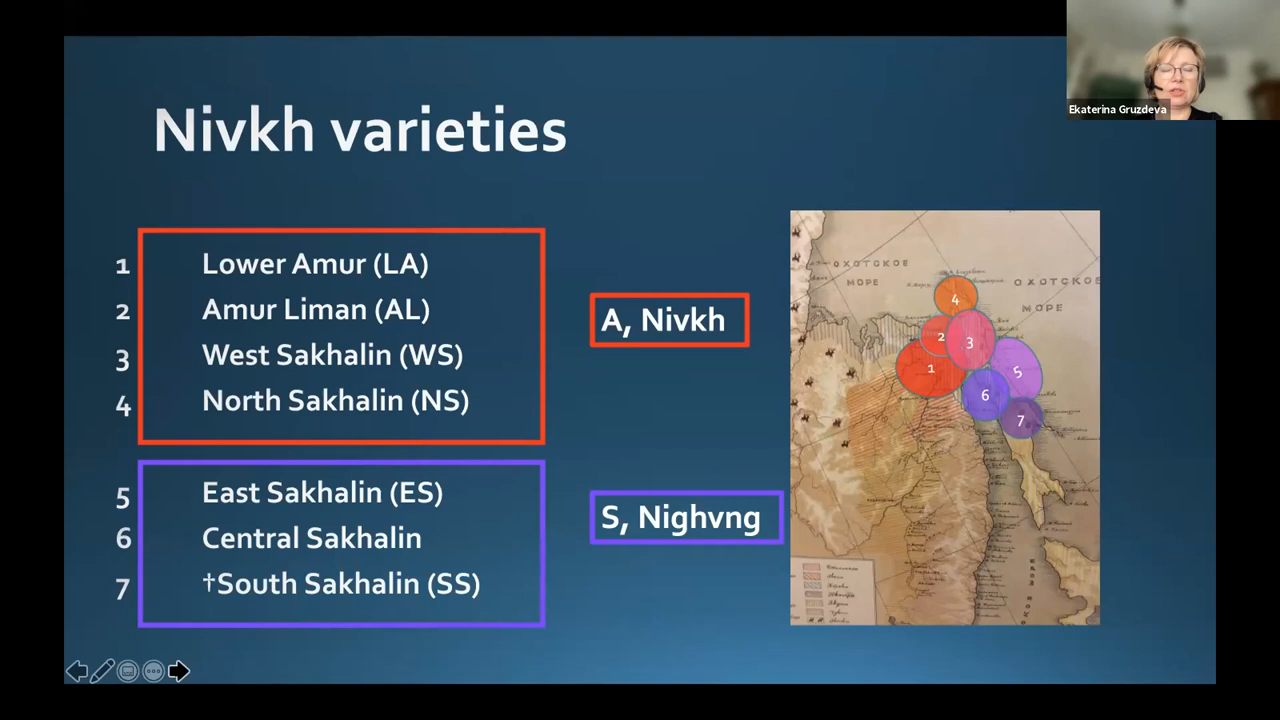 Ekaterina Gruzdeva
Nivkh varieties
1 Lower Amur (LA)
2 Amur Liman (AL)
3 West Sakhalin (WS)
4 North Sakhalin (NS)
A, Nivkh
5 East Sakhalin (ES)
6 Central Sakhalin
7 †South Sakhalin (SS)
S, Nighvng
ОХОТСКОЕ
МОРЕ
ОХОТСКОЕ
МОРЕ
4
2
3
1
5
6
7